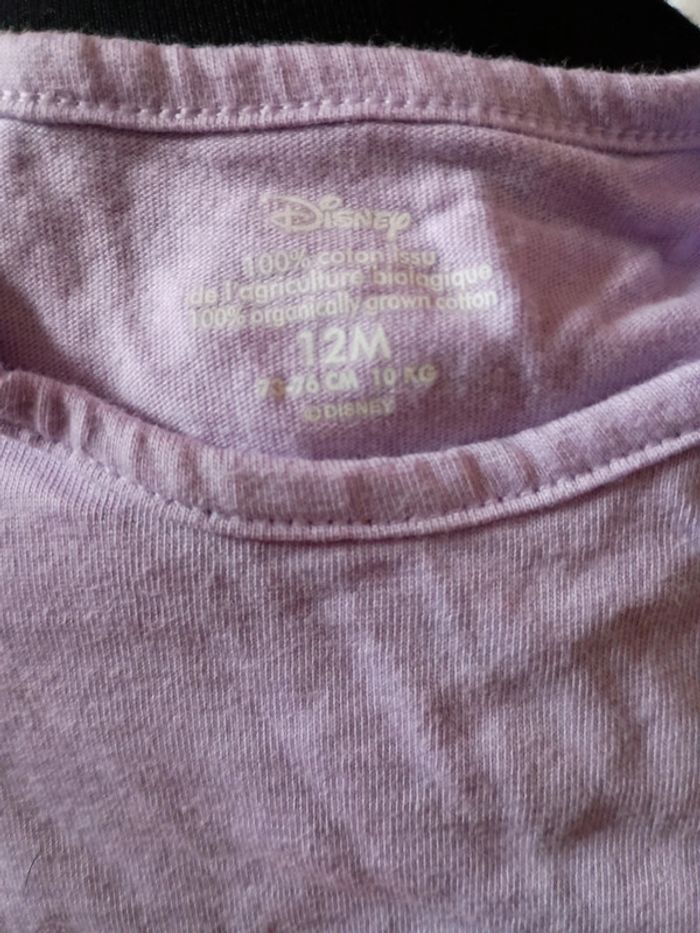 Disney
100% coton issu
de l'agriculture biologique
100% organically grown cotton
12M
76 CM 10 KG
©DISNEY